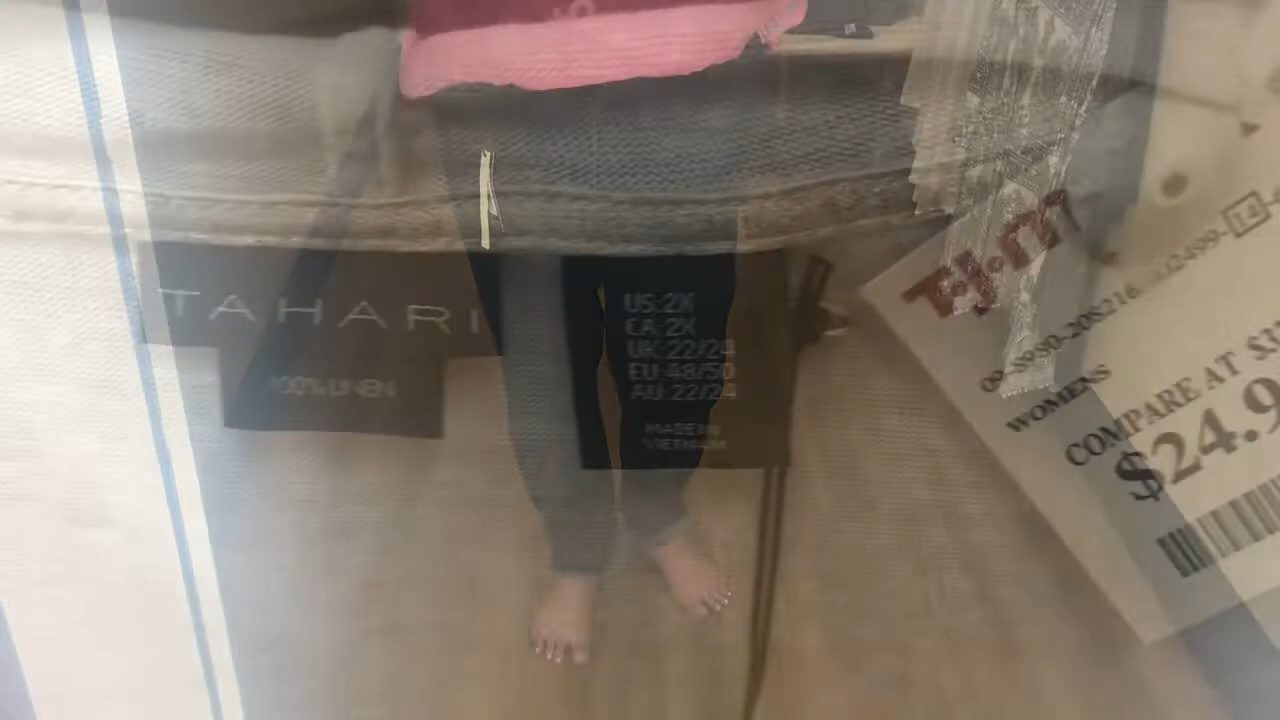 TAHARI
100% LINEN
US: 2X
CA: 2X
UK: 22/24
EU: 48/50
AU: 22/24
MADE IN
VIETNAM
T.J.m
WOMENS
COMPARE AT $3
$24.9